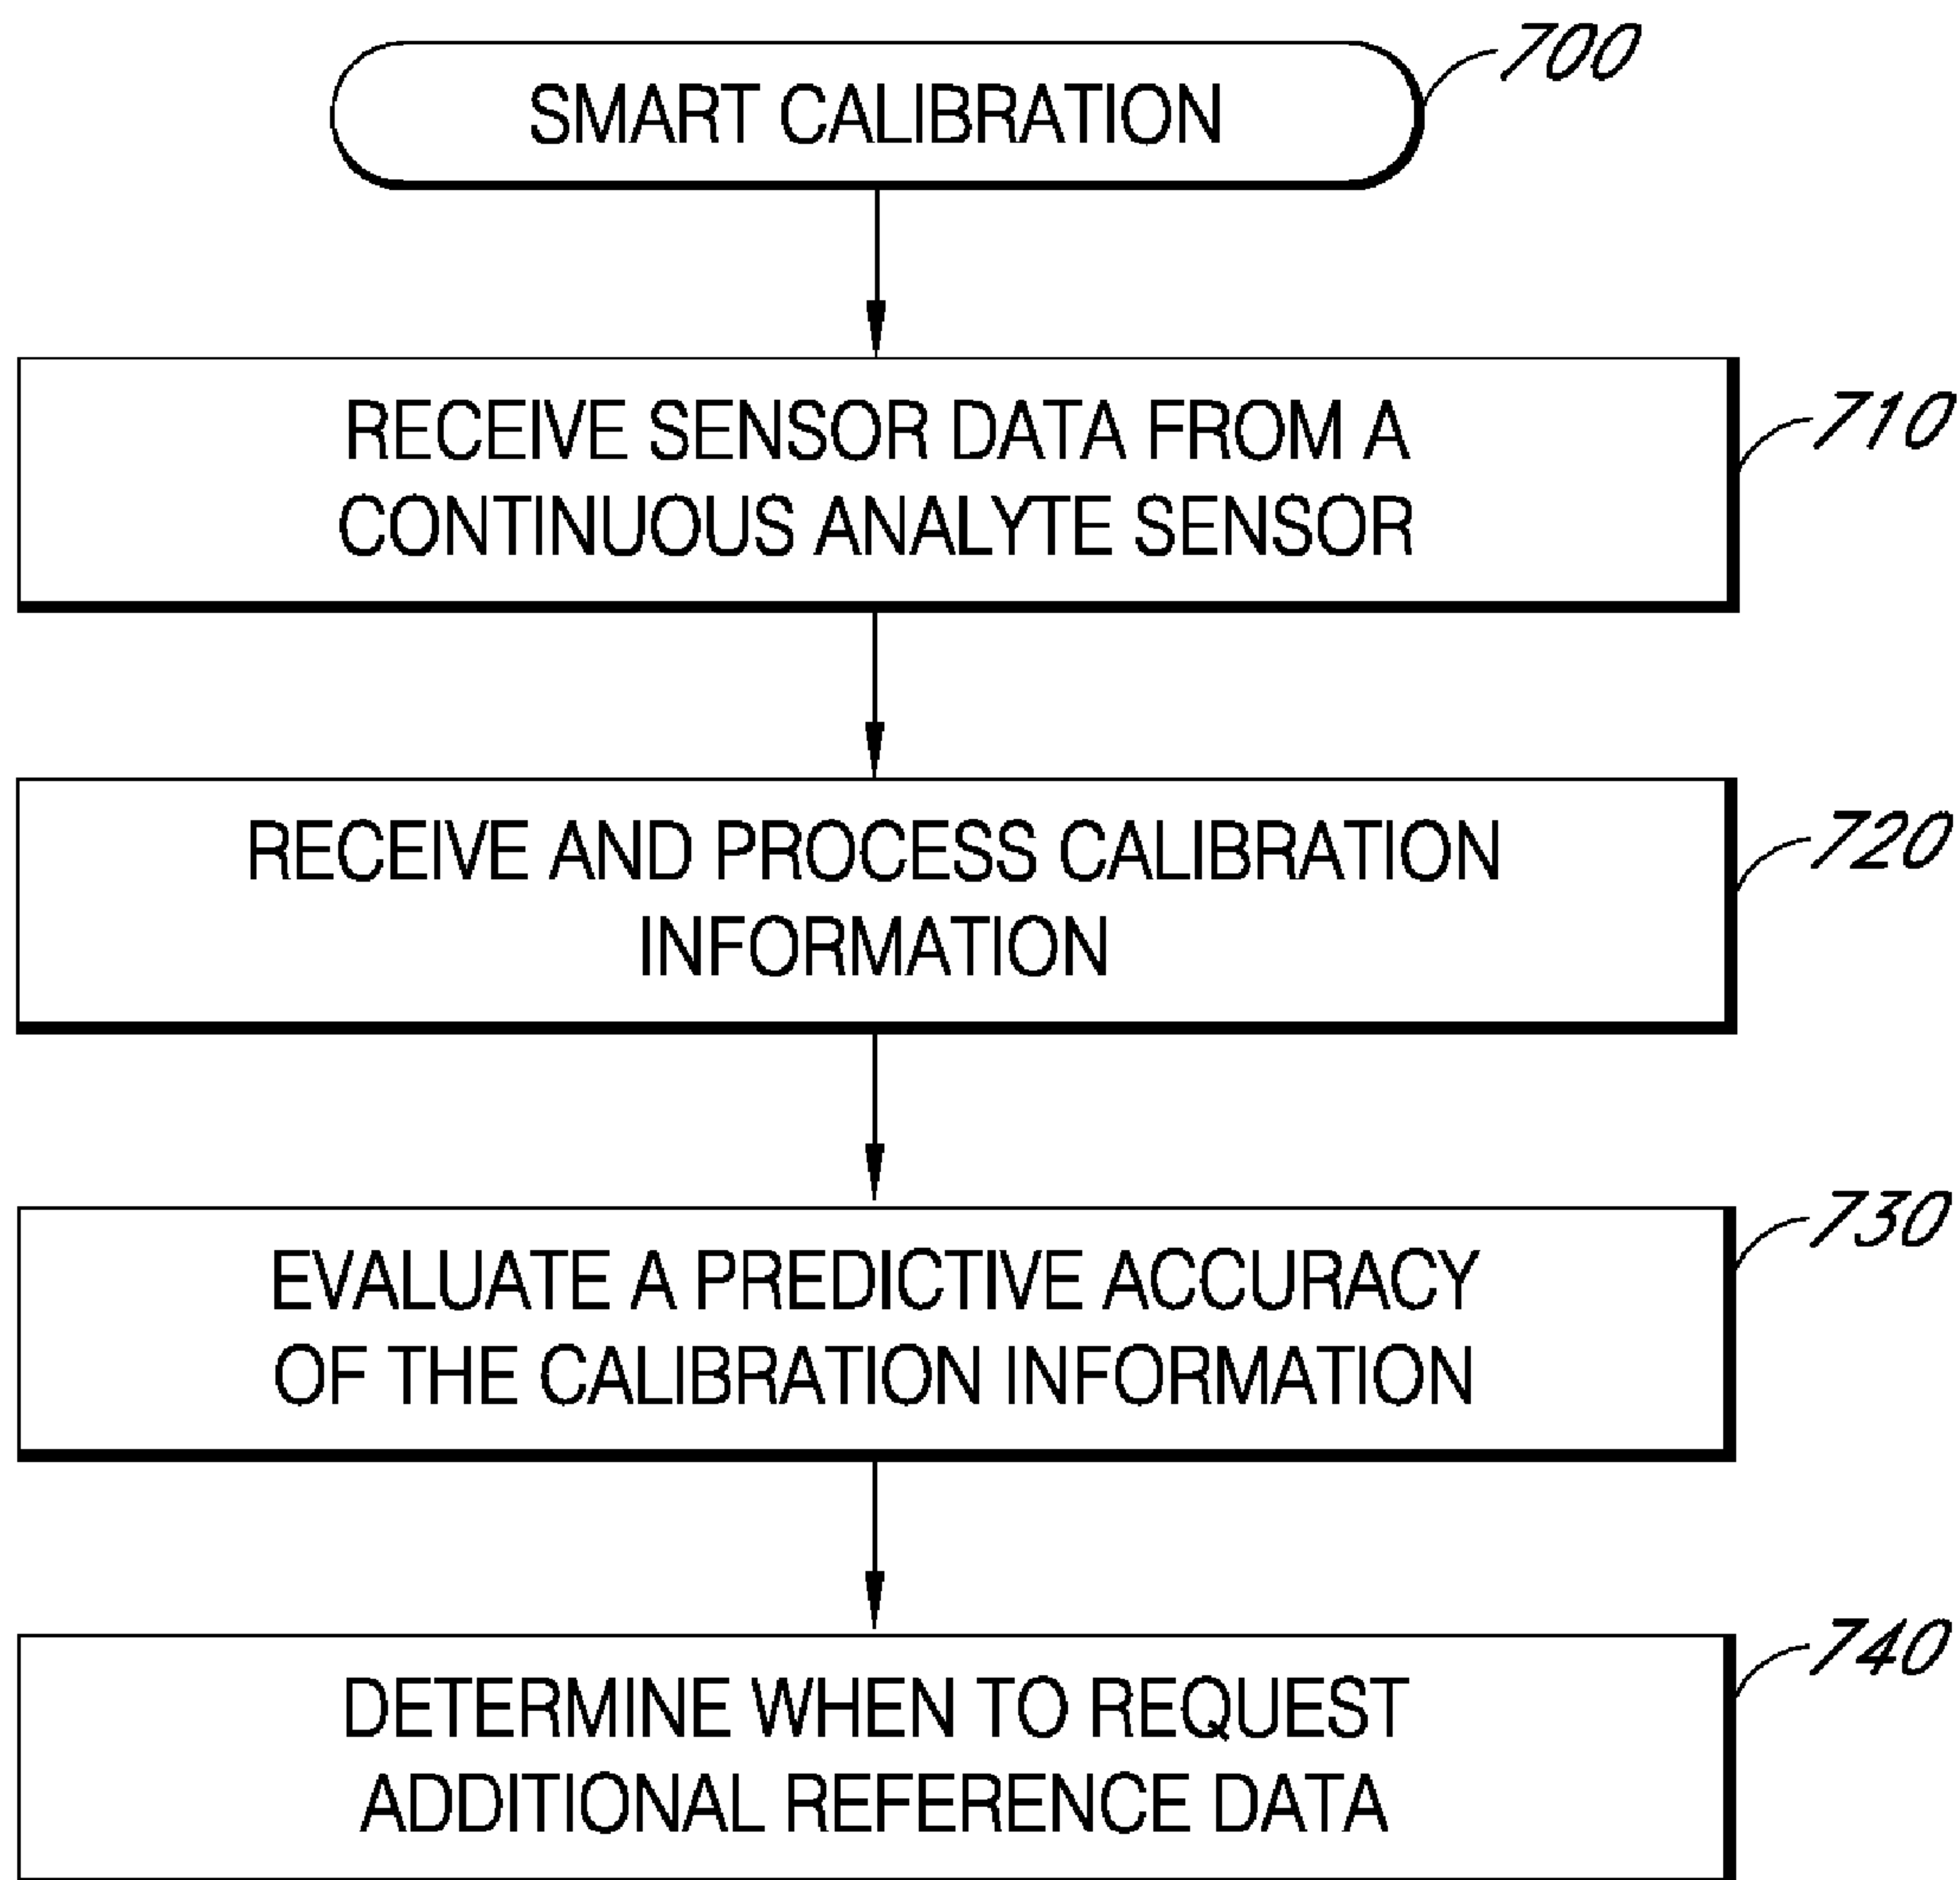 SMART CALIBRATION
700
RECEIVE SENSOR DATA FROM A
CONTINUOUS ANALYTE SENSOR
710
RECEIVE AND PROCESS CALIBRATION
INFORMATION
720
EVALUATE A PREDICTIVE ACCURACY
OF THE CALIBRATION INFORMATION
730
DETERMINE WHEN TO REQUEST
ADDITIONAL REFERENCE DATA
740